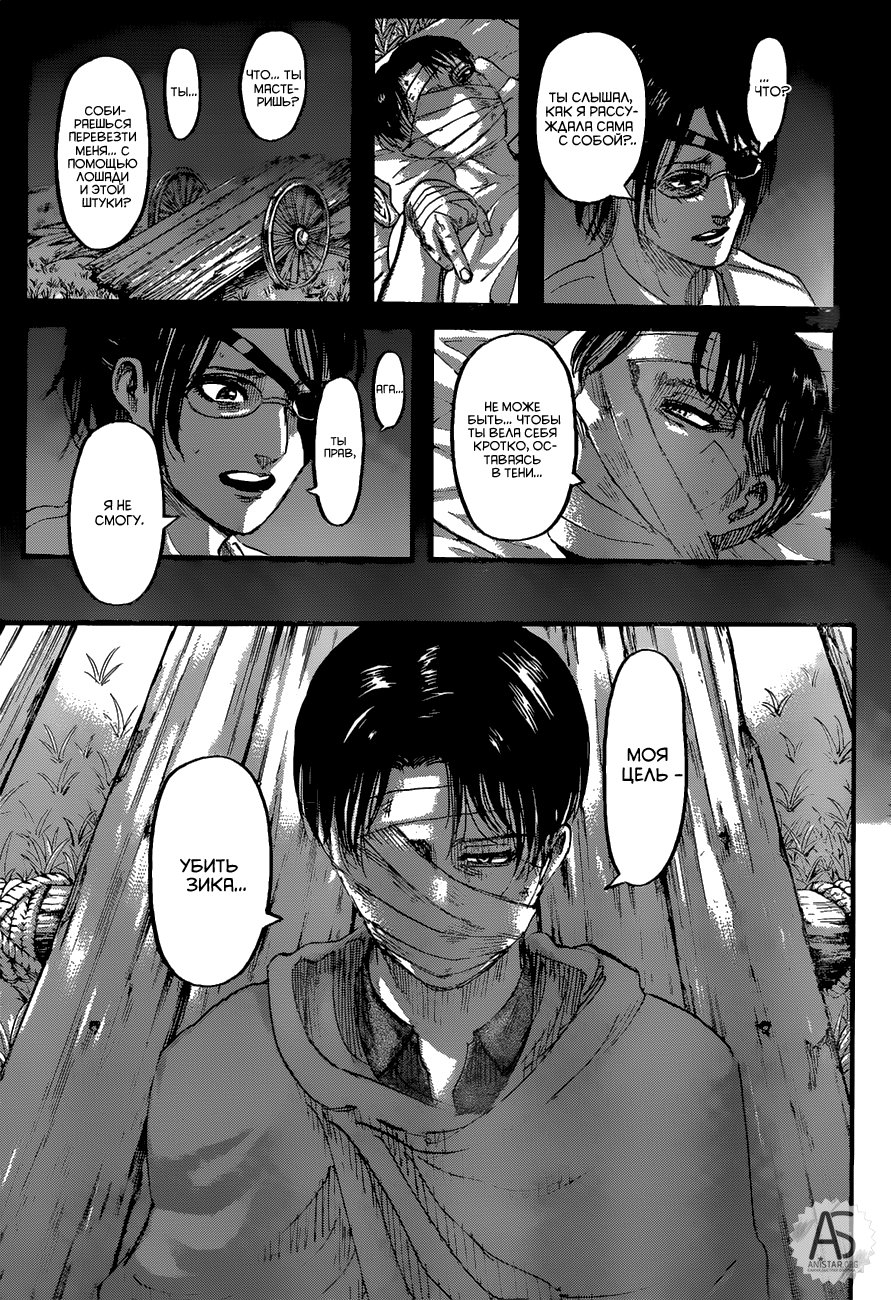 ...
ЧТО?
ТЫ СЛЫШАЛ,
КАК Я РАССУ-
ЖДАЛА САМА
С СОБОЙ?..
ЧТО... ТЫ
МАСТЕ-
РИШЬ?
ТЫ...
СОБИ-
РАЕШЬСЯ
ПЕРЕВЕЗТИ
МЕНЯ... С
ПОМОЩЬЮ
ЛОШАДИ
И ЭТОЙ
ШТУКИ?
НЕ МОЖЕ
БЫТЬ... ЧТОБЫ
ТЫ ВЕЛА СЕБЯ
КРОТКО, ОС-
ТАВАЯСЬ
В ТЕНИ...
АГА...
ТЫ
ПРАВ,
Я НЕ
СМОГУ.
МОЯ
ЦЕЛЬ -
УБИТЬ
ЗИКА...
AS
ANISTAR.ORG